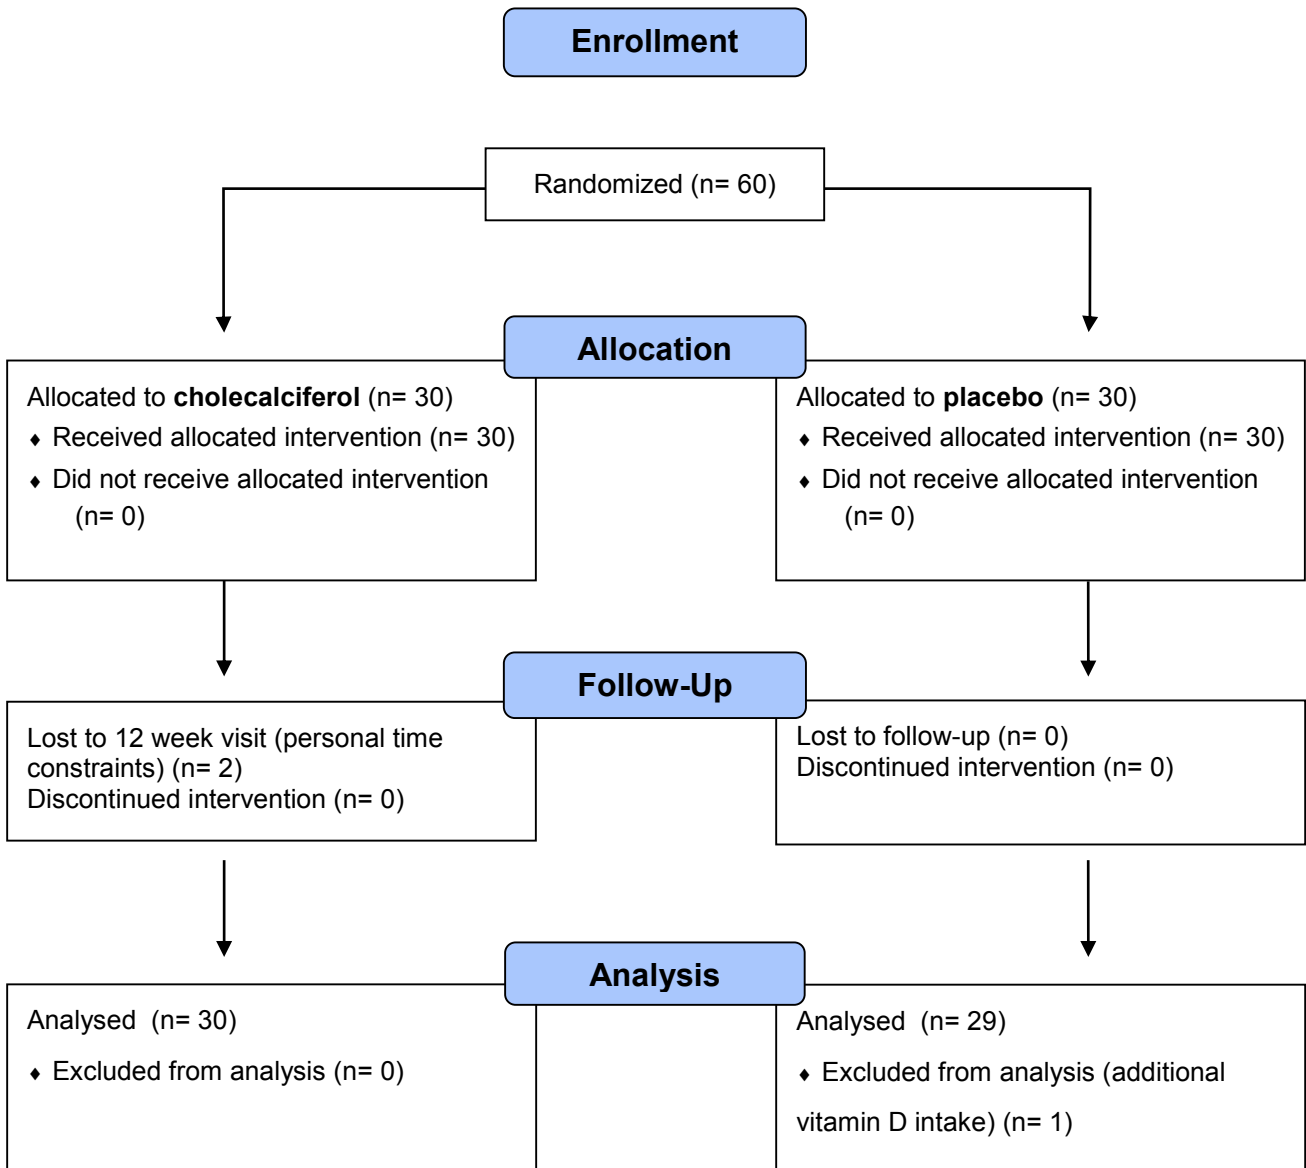 Enrollment
Randomized (n= 60)
Allocation
Allocated to cholecalciferol (n= 30)
♦ Received allocated intervention (n= 30)
♦ Did not receive allocated intervention
(n= 0)
Allocated to placebo (n= 30)
♦ Received allocated intervention (n= 30)
♦ Did not receive allocated intervention
(n= 0)
Follow-Up
Lost to 12 week visit (personal time
constraints) (n= 2)
Discontinued intervention (n= 0)
Lost to follow-up (n= 0)
Discontinued intervention (n= 0)
Analysis
Analysed  (n= 30)
♦ Excluded from analysis (n= 0)
Analysed  (n= 29)
♦ Excluded from analysis (additional
vitamin D intake) (n= 1)